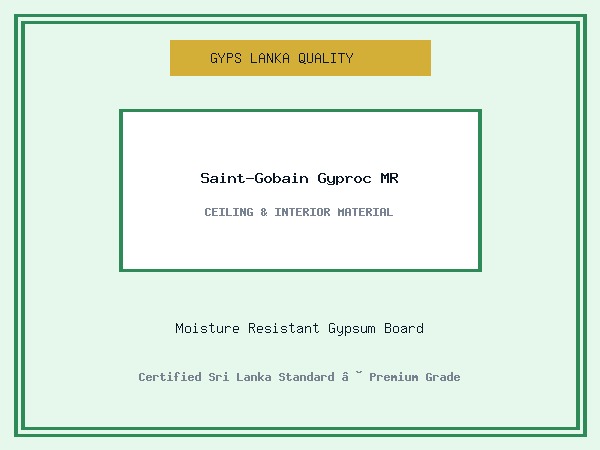 GYPS LANKA QUALITY
Saint-Gobain Gyproc MR
CEILING & INTERIOR MATERIAL
Moisture Resistant Gypsum Board
Certified Sri Lanka Standard â ˜ Premium Grade